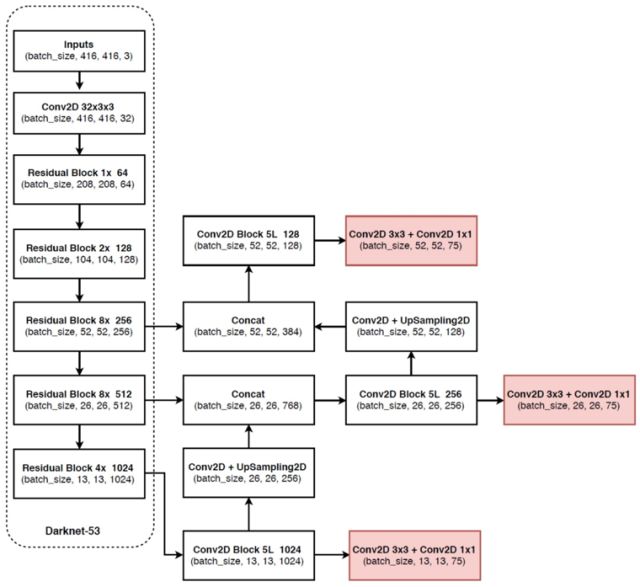 Inputs
(batch_size, 416, 416, 3)
Conv2D 32x3x3
(batch_size, 416, 416, 32)
Residual Block 1x 64
(batch_size, 208, 208, 64)
Residual Block 2x 128
(batch_size, 104, 104, 128)
Residual Block 8x 256
(batch_size, 52, 52, 256)
Residual Block 8x 512
(batch_size, 26, 26, 512)
Residual Block 4x 1024
(batch_size, 13, 13, 1024)
Darknet-53
Conv2D Block 5L 128
(batch_size, 52, 52, 128)
Conv2D 3x3 + Conv2D 1x1
(batch_size, 52, 52, 75)
Concat
(batch_size, 52, 52, 384)
Conv2D + UpSampling2D
(batch_size, 52, 52, 128)
Concat
(batch_size, 26, 26, 768)
Conv2D Block 5L 256
(batch_size, 26, 26, 256)
Conv2D 3x3 + Conv2D 1x1
(batch_size, 26, 26, 75)
Conv2D + UpSampling2D
(batch_size, 26, 26, 256)
Conv2D Block 5L 1024
(batch_size, 13, 13, 1024)
Conv2D 3x3 + Conv2D 1x1
(batch_size, 13, 13, 75)